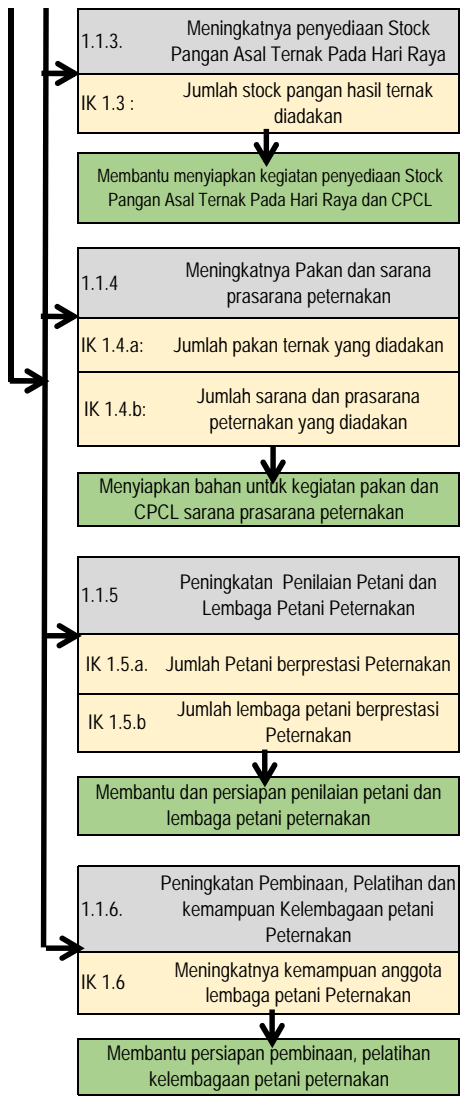 1.1.3.
Meningkatnya penyediaan Stock
Pangan Asal Ternak Pada Hari Raya
IK 1.3 :
Jumlah stock pangan hasil ternak
diadakan
Membantu menyiapkan kegiatan penyediaan Stock
Pangan Asal Ternak Pada Hari Raya dan CPCL
1.1.4
Meningkatnya Pakan dan sarana
prasarana peternakan
IK 1.4.a: Jumlah pakan ternak yang diadakan
IK 1.4.b:
Jumlah sarana dan prasarana
peternakan yang diadakan
Menyiapkan bahan untuk kegiatan pakan dan
CPCL sarana prasarana peternakan
1.1.5
Peningkatan Penilaian Petani dan
Lembaga Petani Peternakan
IK 1.5.a. Jumlah Petani berprestasi Peternakan
IK 1.5.b
Jumlah lembaga petani berprestasi
Peternakan
Membantu dan persiapan penilaian petani dan
lembaga petani peternakan
1.1.6.
Peningkatan Pembinaan, Pelatihan dan
kemampuan Kelembagaan petani
Peternakan
IK 1.6
Meningkatnya kemampuan anggota
lembaga petani Peternakan
Membantu persiapan pembinaan, pelatihan
kelembagaan petani peternakan